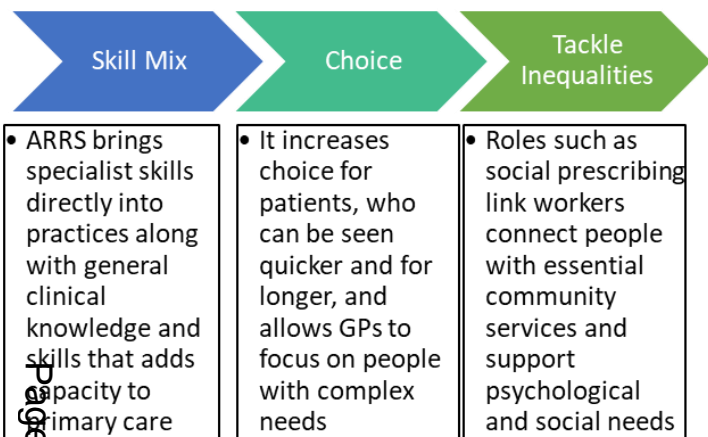 Skill Mix
Choice
Tackle
Inequalities
• ARRS brings
specialist skills
directly into
practices along
with general
clinical
knowledge and
skills that adds
capacity to
primary care
• It increases
choice for
patients, who
can be seen
quicker and for
longer, and
allows GPs to
focus on people
with complex
needs
• Roles such as
social prescribing
link workers
connect people
with essential
community
services and
support
psychological
and social needs
Page